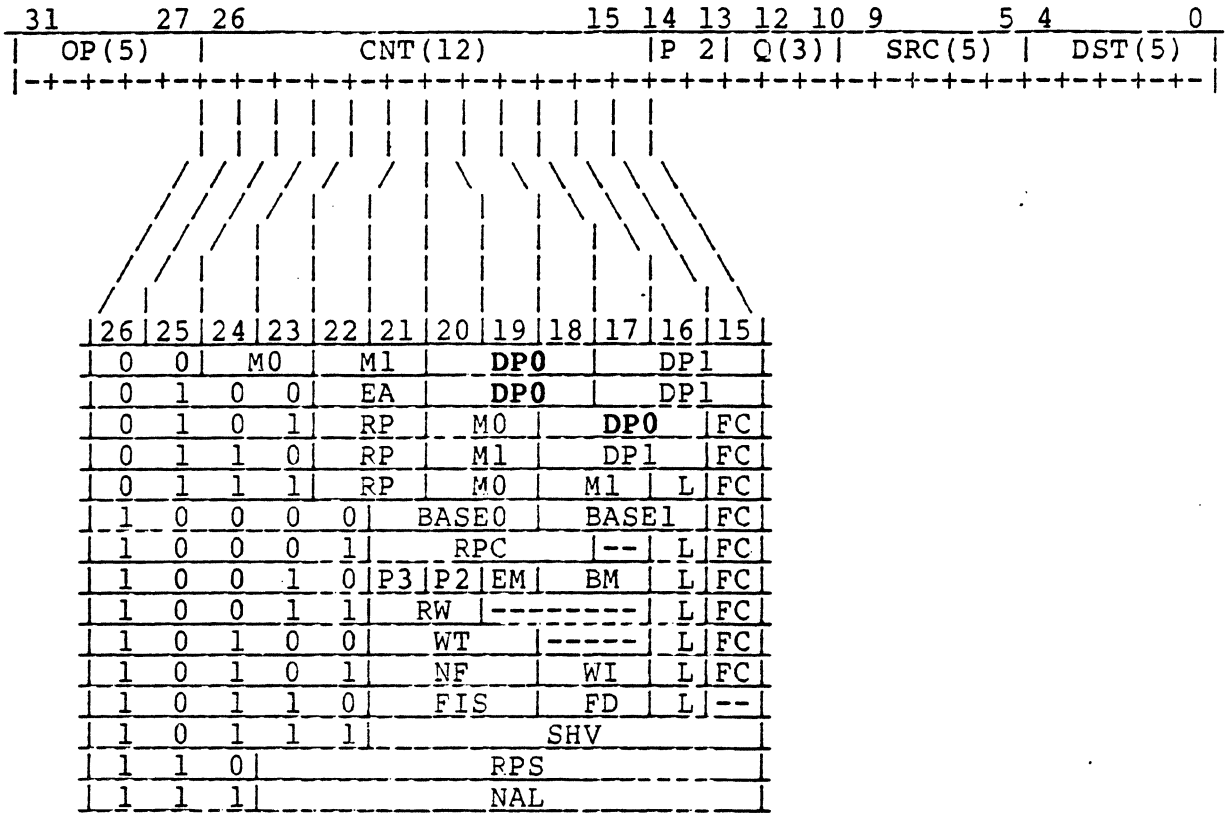 31 27 26 15 14 13 12 10 9 5 4 0
| OP(5) | CNT(12) |P 2| Q(3) | SRC(5) | DST(5) |
|-+-+-+-+-+-+-+-+-+-+-+-+-+-+-+-+-+-+-+-+-+-+-+-+-+-+-+-+-+-+-+-|
|26|25|24|23|22|21|20|19|18|17|16|15|
| 0 0| M0 | M1 | DP0 | DP1 |
| 0 1 0 0| EA | DP0 | DP1 |
| 0 1 0 1| RP | M0 | DP0 |FC|
| 0 1 1 0| RP | M1 | DP1 |FC|
| 0 1 1 1| RP | M0 | M1 | L|FC|
| 1 0 0 0 0| BASE0 | BASE1 |FC|
| 1 0 0 0 1| RPC |--| L|FC|
| 1 0 0 1 0|P3|P2|EM| BM | L|FC|
| 1 0 0 1 1| RW |--------| L|FC|
| 1 0 1 0 0| WT |-----| L|FC|
| 1 0 1 0 1| NF | WI | L|FC|
| 1 0 1 1 0| FIS | FD | L|--|
| 1 0 1 1 1| SHV |
| 1 1 0| RPS |
| 1 1 1| NAL |